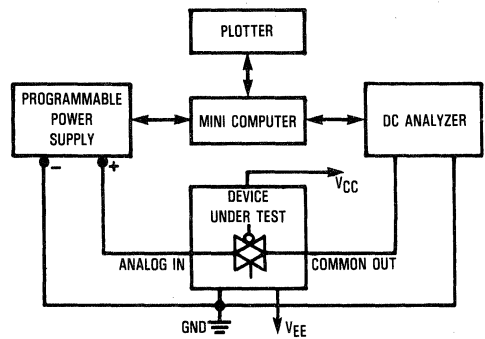 PLOTTER
PROGRAMMABLE
POWER
SUPPLY
MINI COMPUTER
DC ANALYZER
- +
VCC
DEVICE
UNDER TEST
ANALOG IN
COMMON OUT
GND
VEE